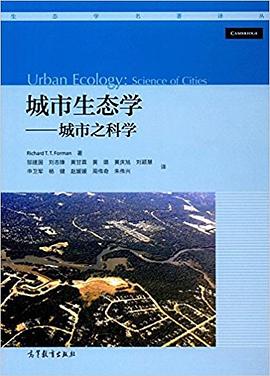 生态学名著译丛
CAMBRIDGE
Urban Ecology: Science of Cities
城市生态学
——城市之科学
Richard T. T. Forman 著
邬建国 刘志锋 黄甘霖 黄璐 黄庆旭 刘颖慧
申卫军 杨健 赵媛媛 周伟奇 朱伟兴 译
高等教育出版社